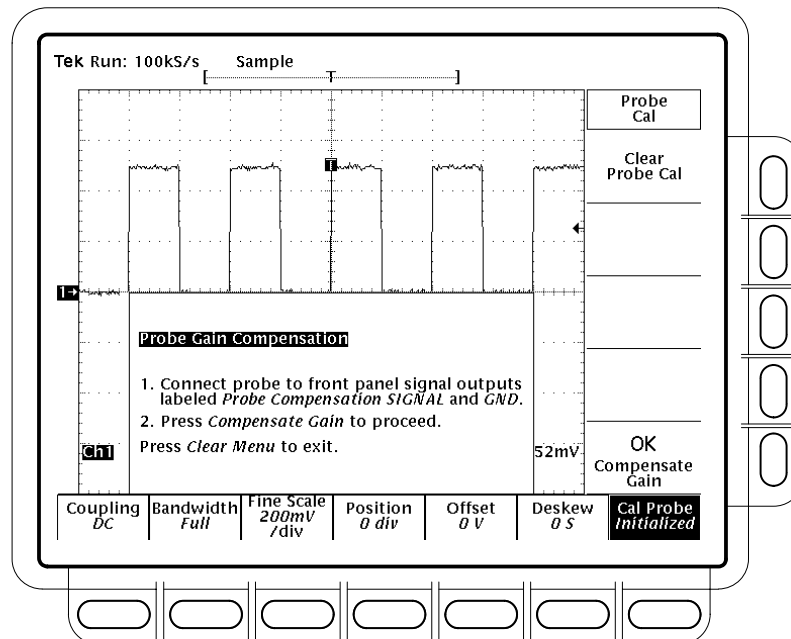 Tek Run: 100kS/s Sample
T
Probe
Cal
Clear
Probe Cal
T
1
Probe Gain Compensation
1. Connect probe to front panel signal outputs
labeled Probe Compensation SIGNAL and GND.
2. Press Compensate Gain to proceed.
Press Clear Menu to exit.
Ch1
52mV
OK
Compensate
Gain
Coupling
DC
Bandwidth
Full
Fine Scale
200mV
/div
Position
0 div
Offset
0 V
Deskew
0 S
Cal Probe
Initialized